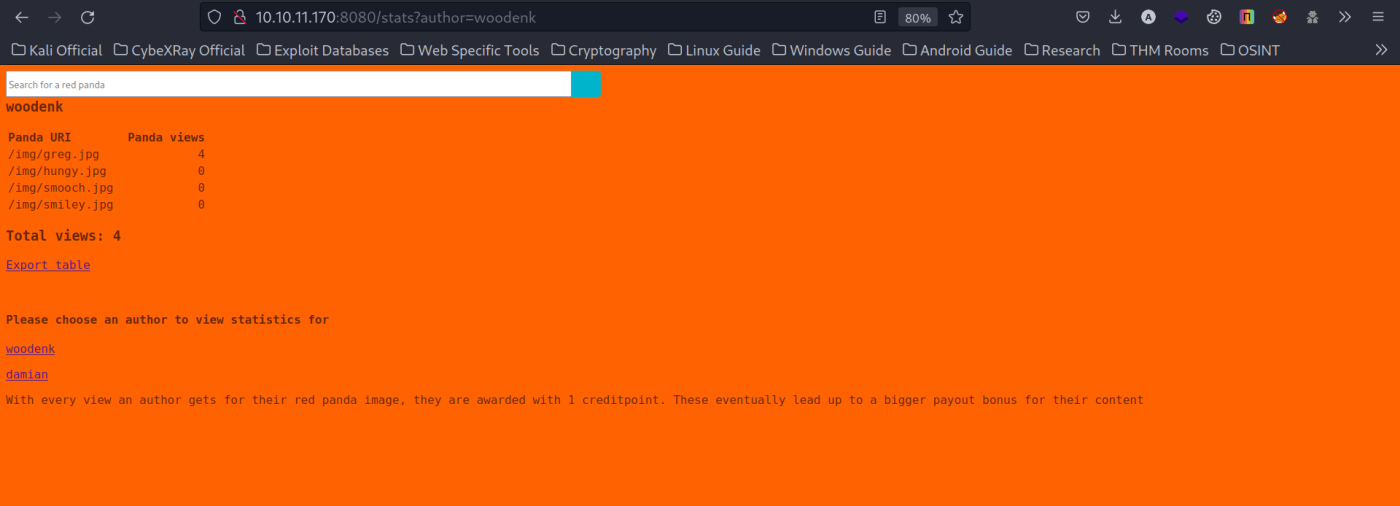 10.10.11.170:8080/stats?author=woodenk 80%
Kali Official CybeXRay Official Exploit Databases Web Specific Tools Cryptography Linux Guide Windows Guide Android Guide Research THM Rooms OSINT
Search for a red panda
woodenk
Panda URI Panda views
/img/greg.jpg 4
/img/hungy.jpg 0
/img/smooch.jpg 0
/img/smiley.jpg 0
Total views: 4
Export table
Please choose an author to view statistics for
woodenk
damian
With every view an author gets for their red panda image, they are awarded with 1 creditpoint. These eventually lead up to a bigger payout bonus for their content